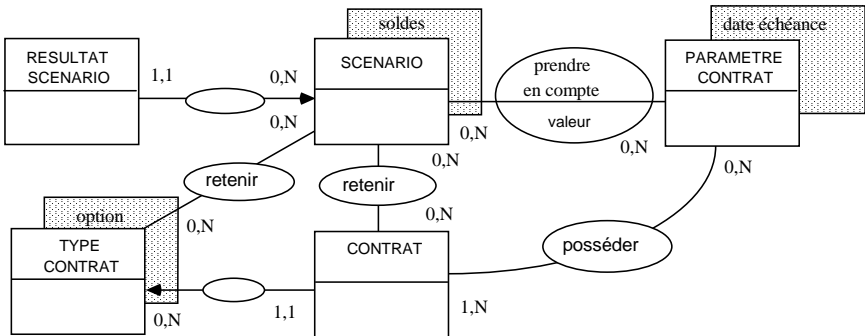 soldes
date échéance
RESULTAT
SCENARIO
SCENARIO
PARAMETRE
CONTRAT
prendre
en compte
valeur
1,1
0,N
0,N
0,N
0,N
0,N
0,N
retenir
retenir
0,N
0,N
option
TYPE
CONTRAT
CONTRAT
posséder
1,1
0,N
1,N